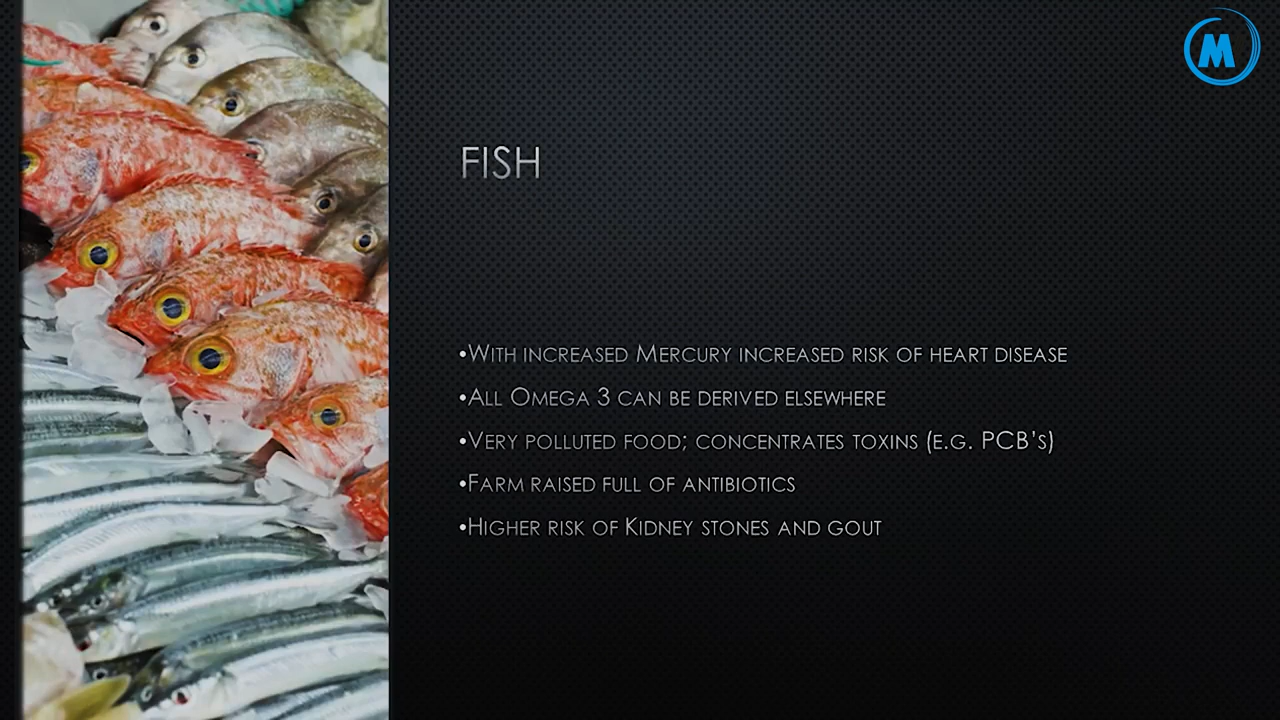 M
FISH
•With increased Mercury increased risk of heart disease
•All Omega 3 can be derived elsewhere
•Very polluted food; concentrates toxins (e.g. PCB's)
•Farm raised full of antibiotics
•Higher risk of Kidney stones and gout